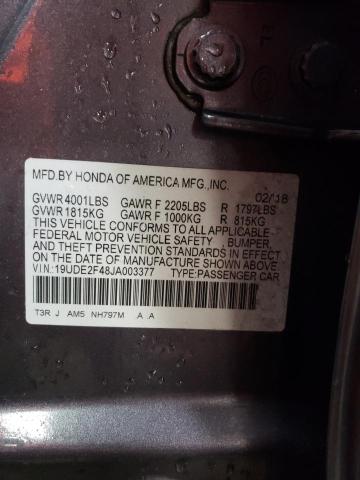 MFD.BY HONDA OF AMERICA MFG.,INC. 02/18
GVWR 4001LBS GAWR F 2205LBS R 1797LBS
GVWR 1815KG GAWR F 1000KG R 815KG
THIS VEHICLE CONFORMS TO ALL APPLICABLE
FEDERAL MOTOR VEHICLE SAFETY, BUMPER,
AND THEFT PREVENTION STANDARDS IN EFFECT
ON THE DATE OF MANUFACTURE SHOWN ABOVE.
VIN:19UDE2F48JA003377 TYPE:PASSENGER CAR
T3R J AM5 NH797M A .A